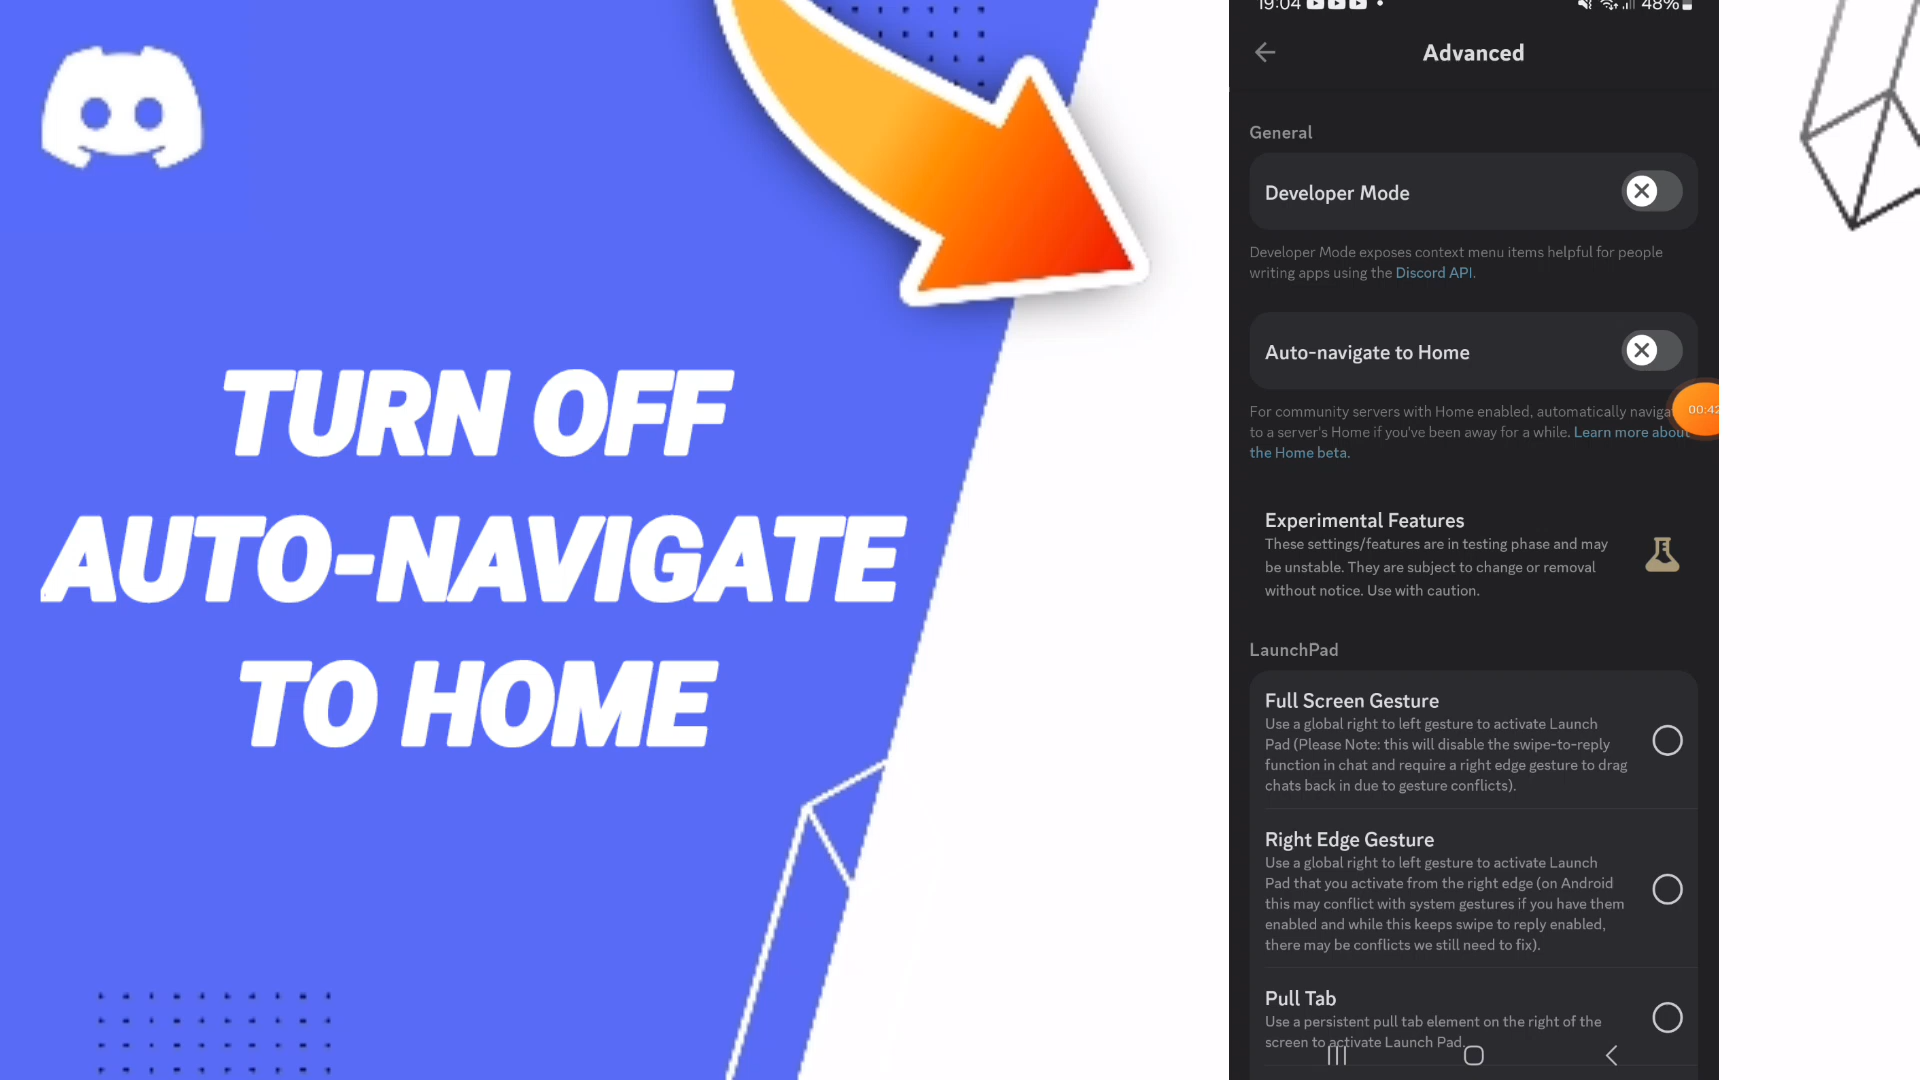 TURN OFF
AUTO-NAVIGATE
TO HOME
19:04
48%
Advanced
General
Developer Mode
Developer Mode exposes context menu items helpful for people
writing apps using the Discord API.
Auto-navigate to Home
For community servers with Home enabled, automatically
to a server's Home if you've been away for a while. Learn more about
the Home beta.
00:42
Experimental Features
These settings/features are in testing phase and may
be unstable. They are subject to change or removal
without notice. Use with caution.
LaunchPad
Full Screen Gesture
Use a global right to left gesture to activate Launch
Pad (Please Note: this will disable the swipe-to-reply
function in chat and require a right edge gesture to drag
chats back in due to gesture conflicts).
Right Edge Gesture
Use a global right to left gesture to activate Launch
Pad that you activate from the right edge (on Android
this may conflict with system gestures if you have them
enabled and while this keeps swipe to reply enabled,
there may be conflicts we still need to fix).
Pull Tab
Use a persistent pull tab element on the right of the
screen to activate Launch Pad.